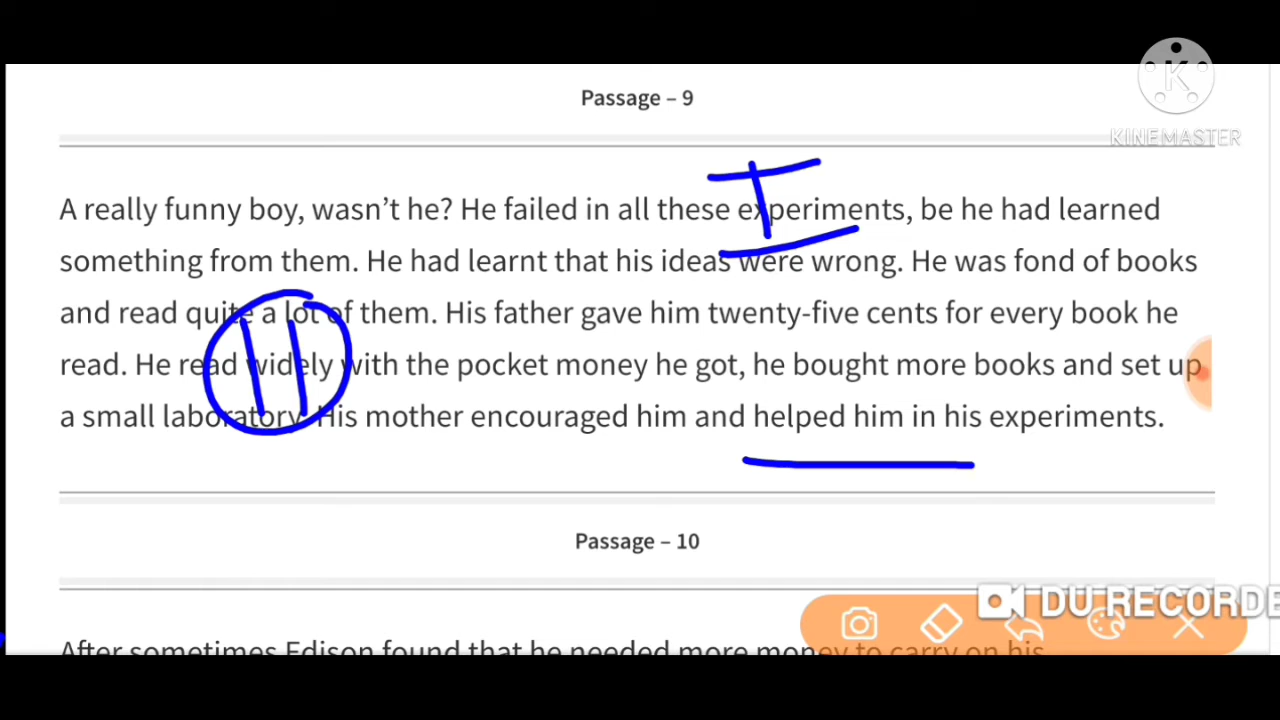 K
KINEMASTER
Passage – 9
I
A really funny boy, wasn't he? He failed in all these experiments, be he had learned
something from them. He had learnt that his ideas were wrong. He was fond of books
and read quite a lot of them. His father gave him twenty-five cents for every book he
read. He read widely with the pocket money he got, he bought more books and set up
a small laboratory. His mother encouraged him and helped him in his experiments.
Passage – 10
DU RECORDE
After sometimes Edison found that he needed more money to carry on his